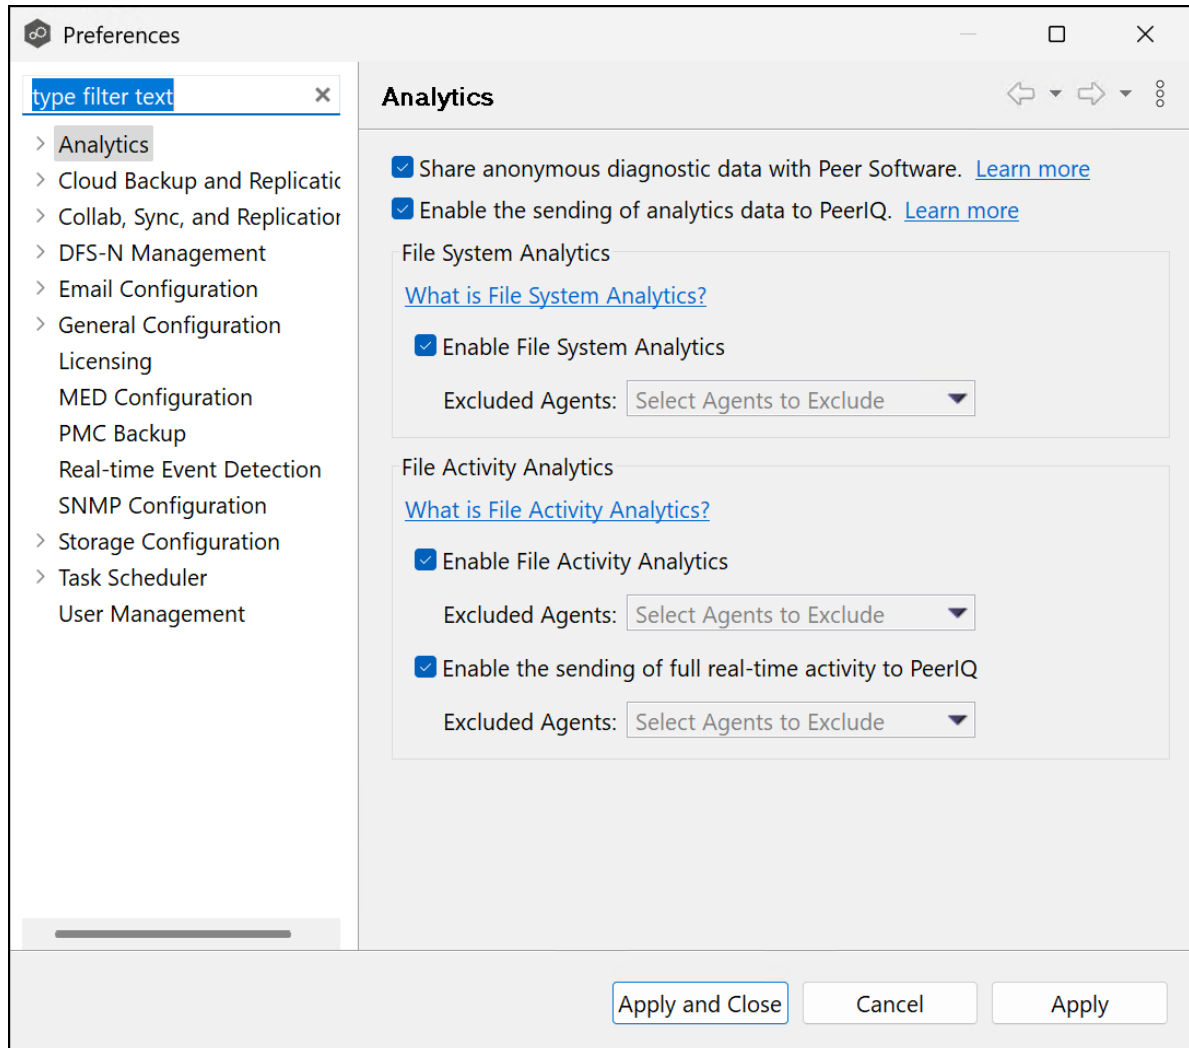 Preferences
type filter text
Analytics
Cloud Backup and Replicatic
Collab, Sync, and Replication
DFS-N Management
Email Configuration
General Configuration
Licensing
MED Configuration
PMC Backup
Real-time Event Detection
SNMP Configuration
Storage Configuration
Task Scheduler
User Management
Analytics
Share anonymous diagnostic data with Peer Software. Learn more
Enable the sending of analytics data to PeerIQ. Learn more
File System Analytics
What is File System Analytics?
Enable File System Analytics
Excluded Agents: Select Agents to Exclude
File Activity Analytics
What is File Activity Analytics?
Enable File Activity Analytics
Excluded Agents: Select Agents to Exclude
Enable the sending of full real-time activity to PeerIQ
Excluded Agents: Select Agents to Exclude
Apply and Close Cancel Apply